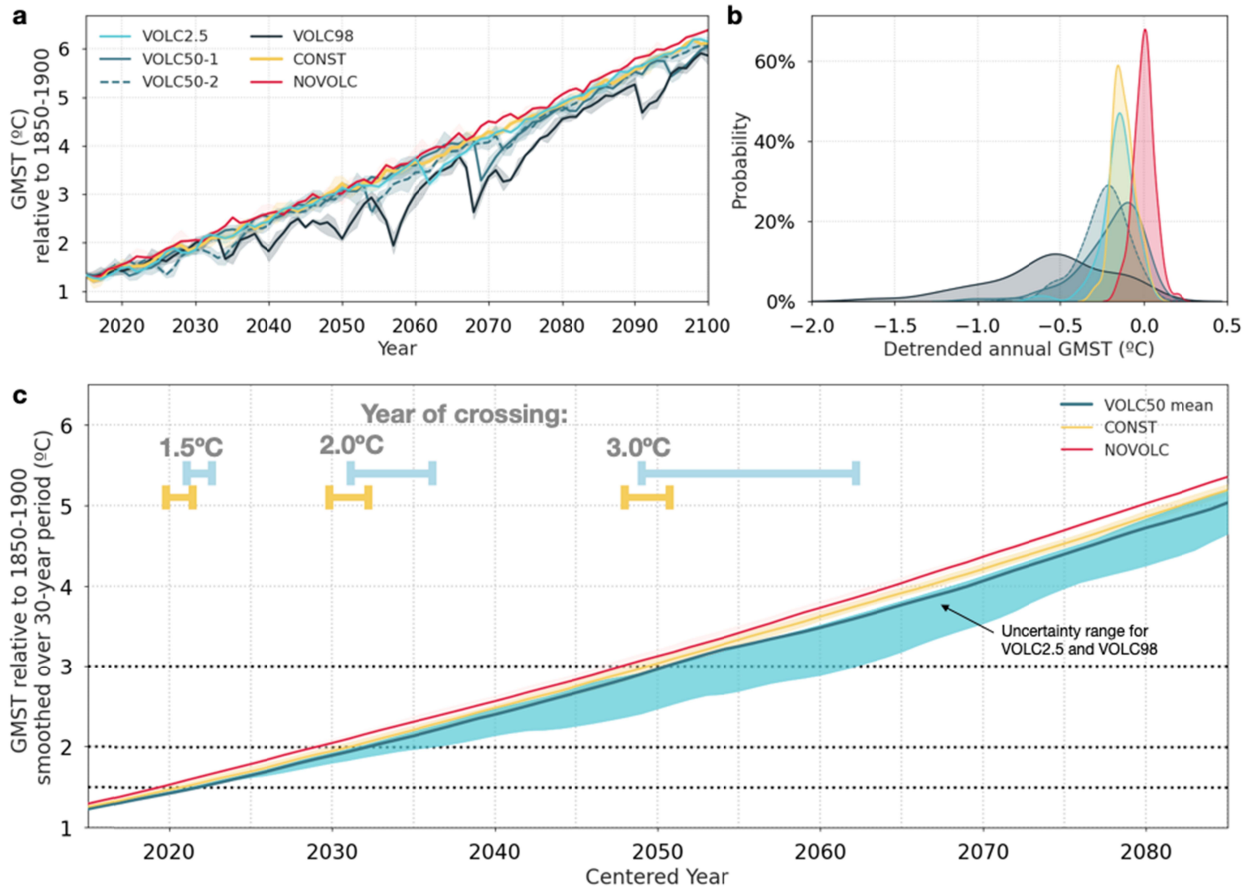 a
GMST (ºC)
relative to 1850-1900
6
5
4
3
2
1
VOLC2.5
VOLC50-1
VOLC50-2
VOLC98
CONST
NOVOLC
2020 2030 2040 2050 2060 2070 2080 2090 2100
Year
b
Probability
60%
40%
20%
0%
−2.0 −1.5 −1.0 −0.5 0.0 0.5
Detrended annual GMST (ºC)
c
GMST relative to 1850-1900
smoothed over 30-year period (ºC)
6
5
4
3
2
1
Year of crossing:
1.5ºC
2.0ºC
3.0ºC
VOLC50 mean
CONST
NOVOLC
Uncertainty range for
VOLC2.5 and VOLC98
2020 2030 2040 2050 2060 2070 2080
Centered Year